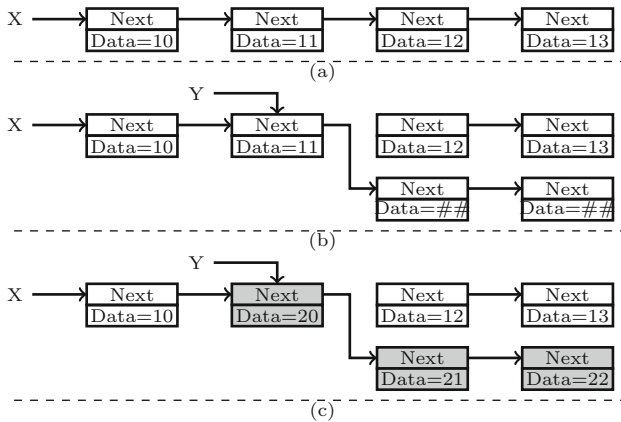 X Next Next Next Next
Data=10 Data=11 Data=12 Data=13
(a)
Y
X Next Next Next Next
Data=10 Data=11 Data=12 Data=13
Next Next
Data=## Data=##
(b)
Y
X Next Next Next Next
Data=10 Data=20 Data=12 Data=13
Next Next
Data=21 Data=22
(c)